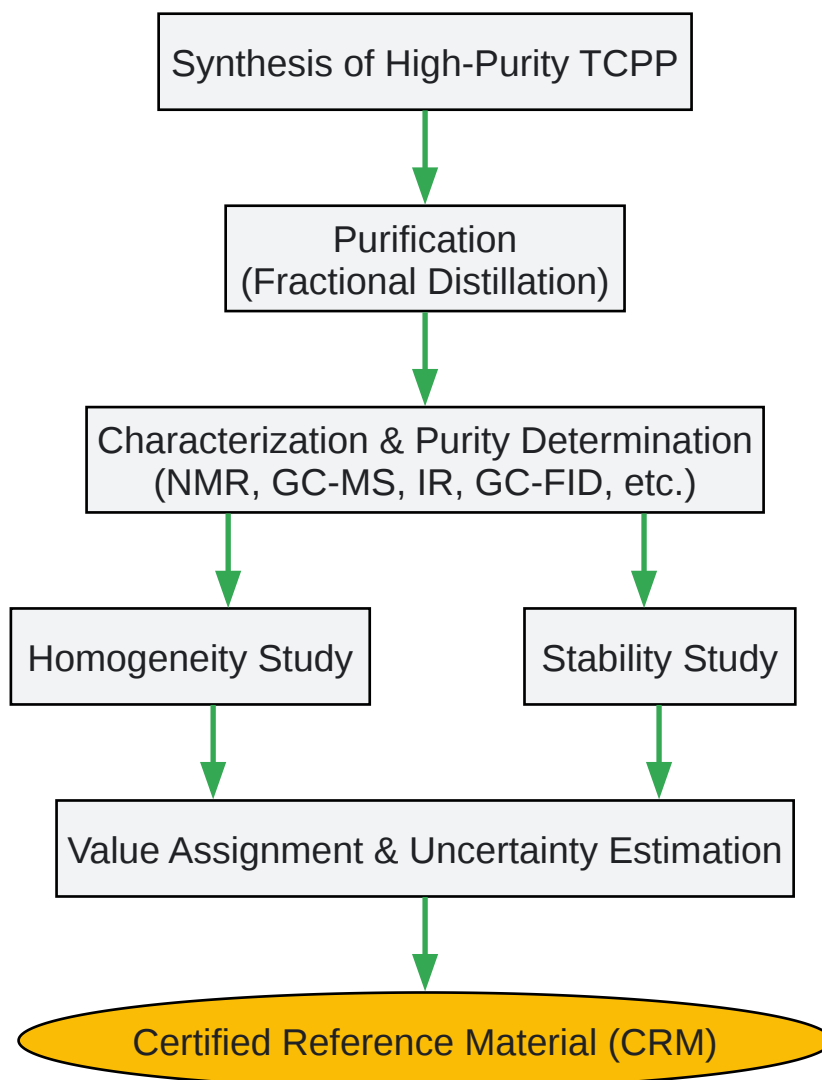 Synthesis of High-Purity TCPP
Purification
(Fractional Distillation)
Characterization & Purity Determination
(NMR, GC-MS, IR, GC-FID, etc.)
Homogeneity Study
Stability Study
Value Assignment & Uncertainty Estimation
Certified Reference Material (CRM)